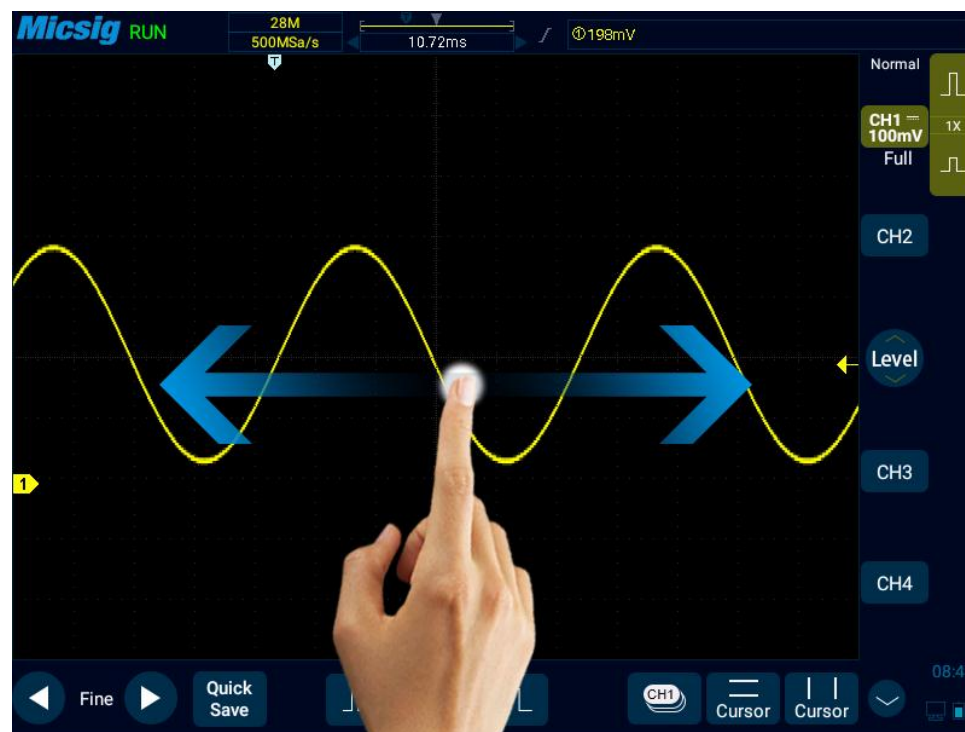 Micsig RUN
28M
500MSa/s
10.72ms
①198mV
T
Normal
CH1
100mV
1X
Full
CH2
Level
1
CH3
CH4
08:4
Fine
Quick
Save
CH1
Cursor
Cursor